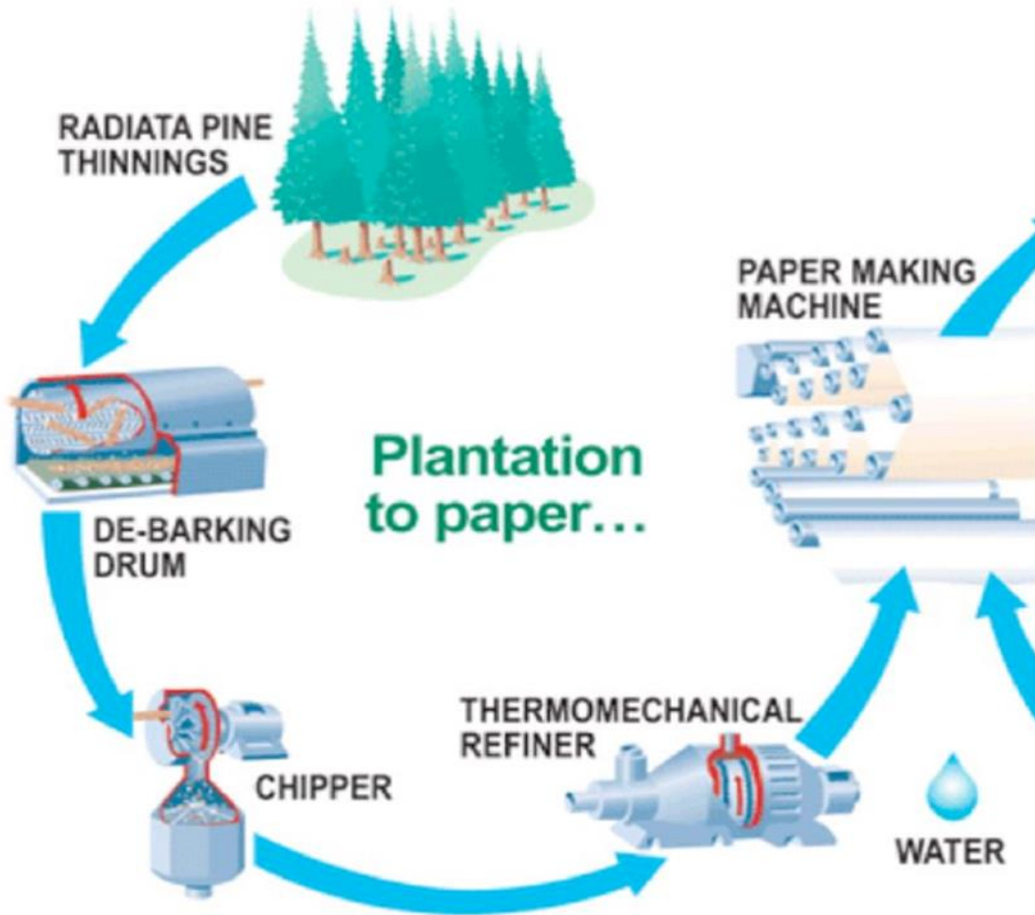 RADIATA PINE
THINNINGS
PAPER MAKING
MACHINE
Plantation
to paper...
DE-BARKING
DRUM
THERMOMECHANICAL
REFINER
CHIPPER
WATER